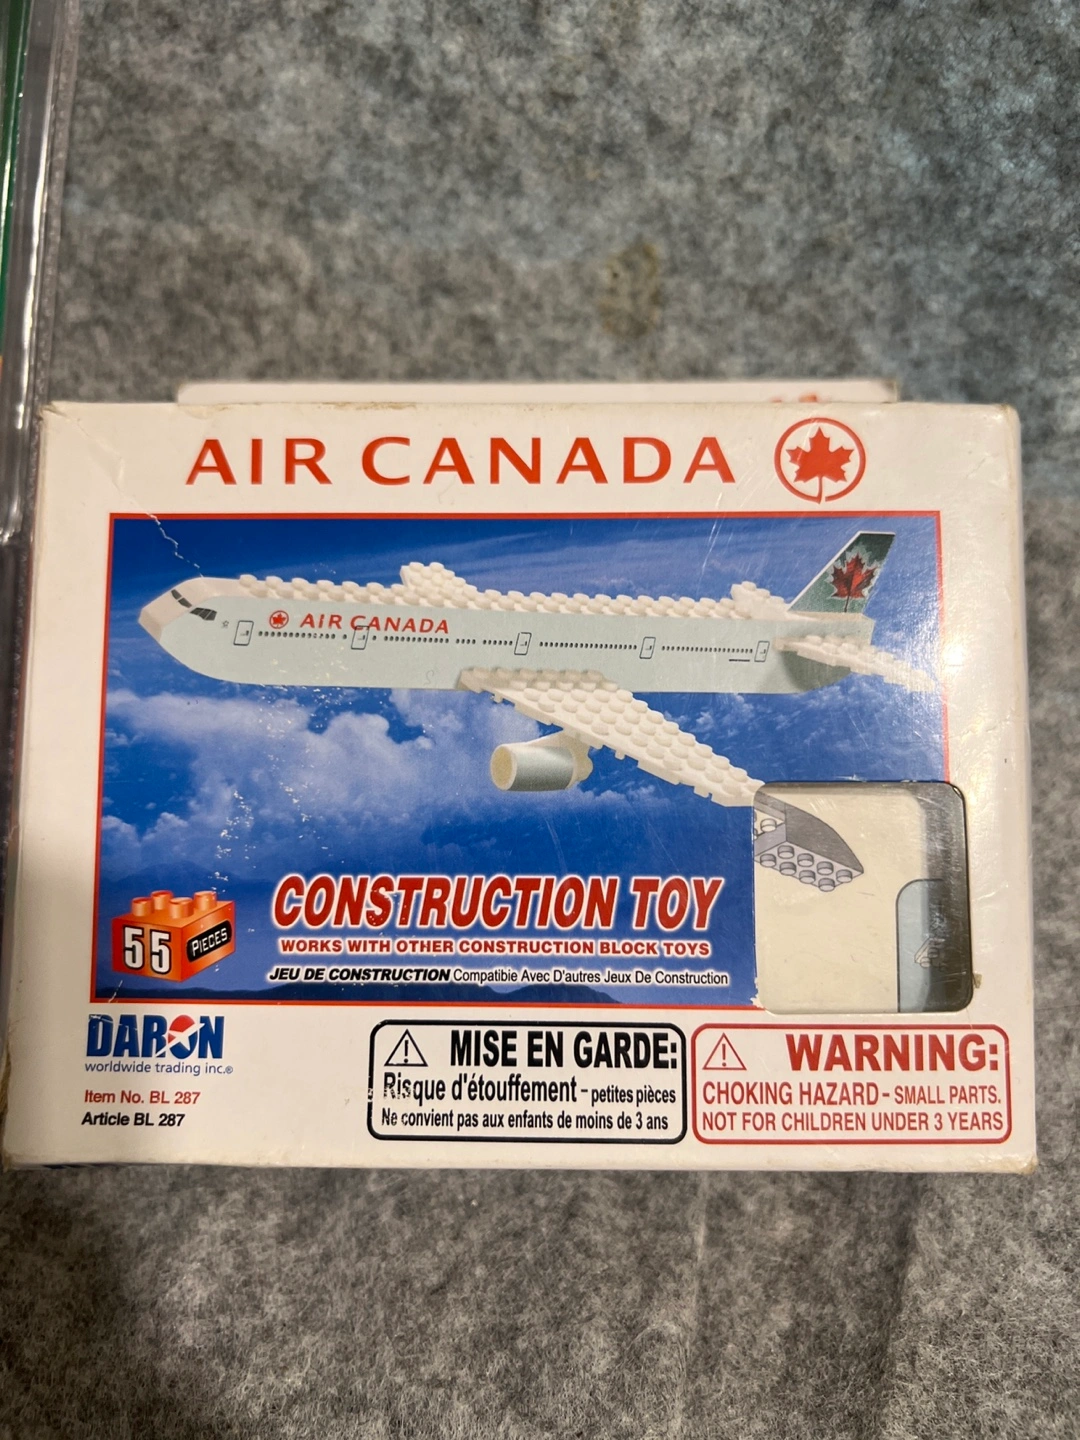 AIR CANADA
AIR CANADA
CONSTRUCTION TOY
WORKS WITH OTHER CONSTRUCTION BLOCK TOYS
JEU DE CONSTRUCTION Compatibie Avec D'autres Jeux De Construction
55 PIECES
DARON
worldwide trading inc.®
Item No. BL 287
Article BL 287
MISE EN GARDE:
Risque d'étouffement – petites pièces
Ne convient pas aux enfants de moins de 3 ans
WARNING:
CHOKING HAZARD – SMALL PARTS.
NOT FOR CHILDREN UNDER 3 YEARS